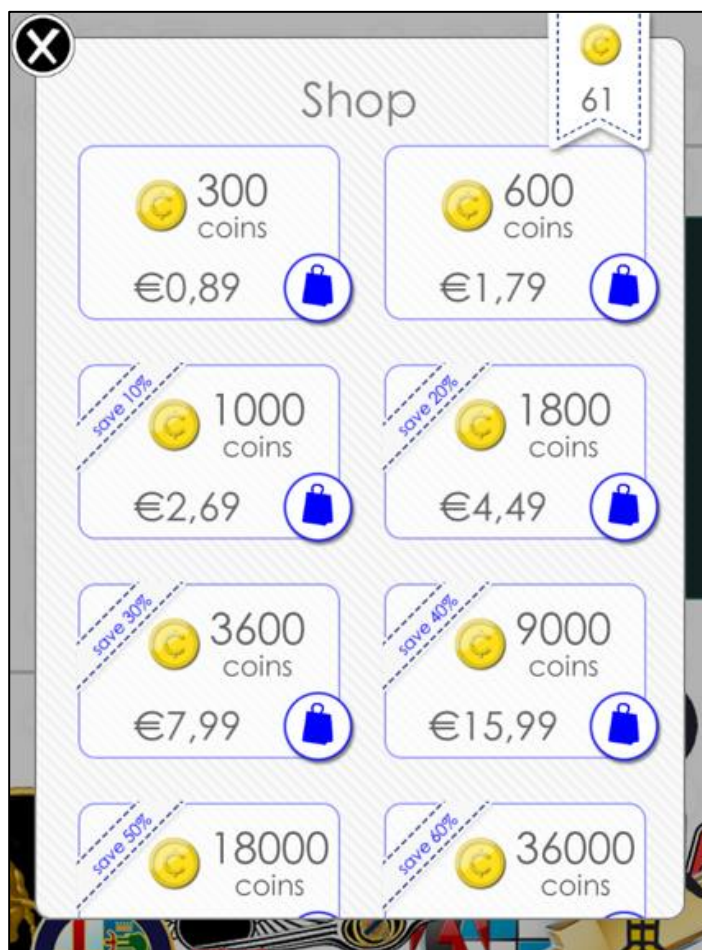 Shop
61
300
coins
€0,89
600
coins
€1,79
save 10%
1000
coins
€2,69
save 20%
1800
coins
€4,49
save 30%
3600
coins
€7,99
save 40%
9000
coins
€15,99
save 50%
18000
coins
save 60%
36000
coins